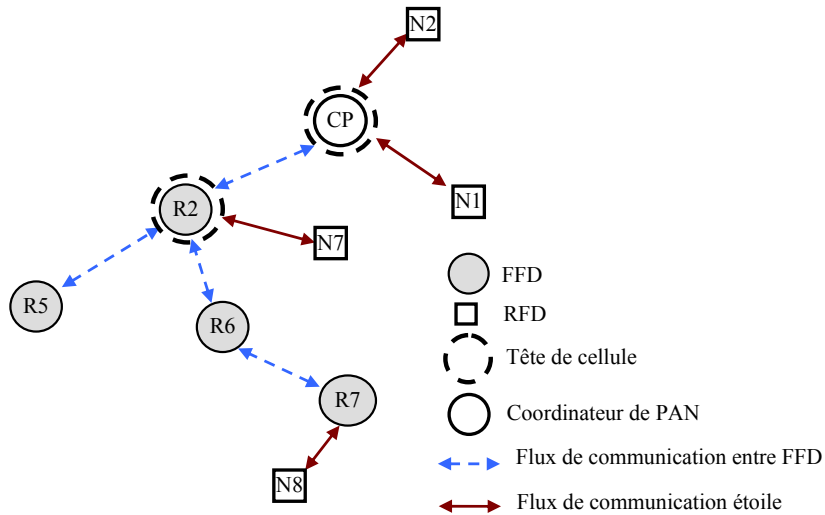 N2
CP
N1
R2
N7
FFD
R5
RFD
R6
Tête de cellule
R7
Coordinateur de PAN
Flux de communication entre FFD
N8
Flux de communication étoile